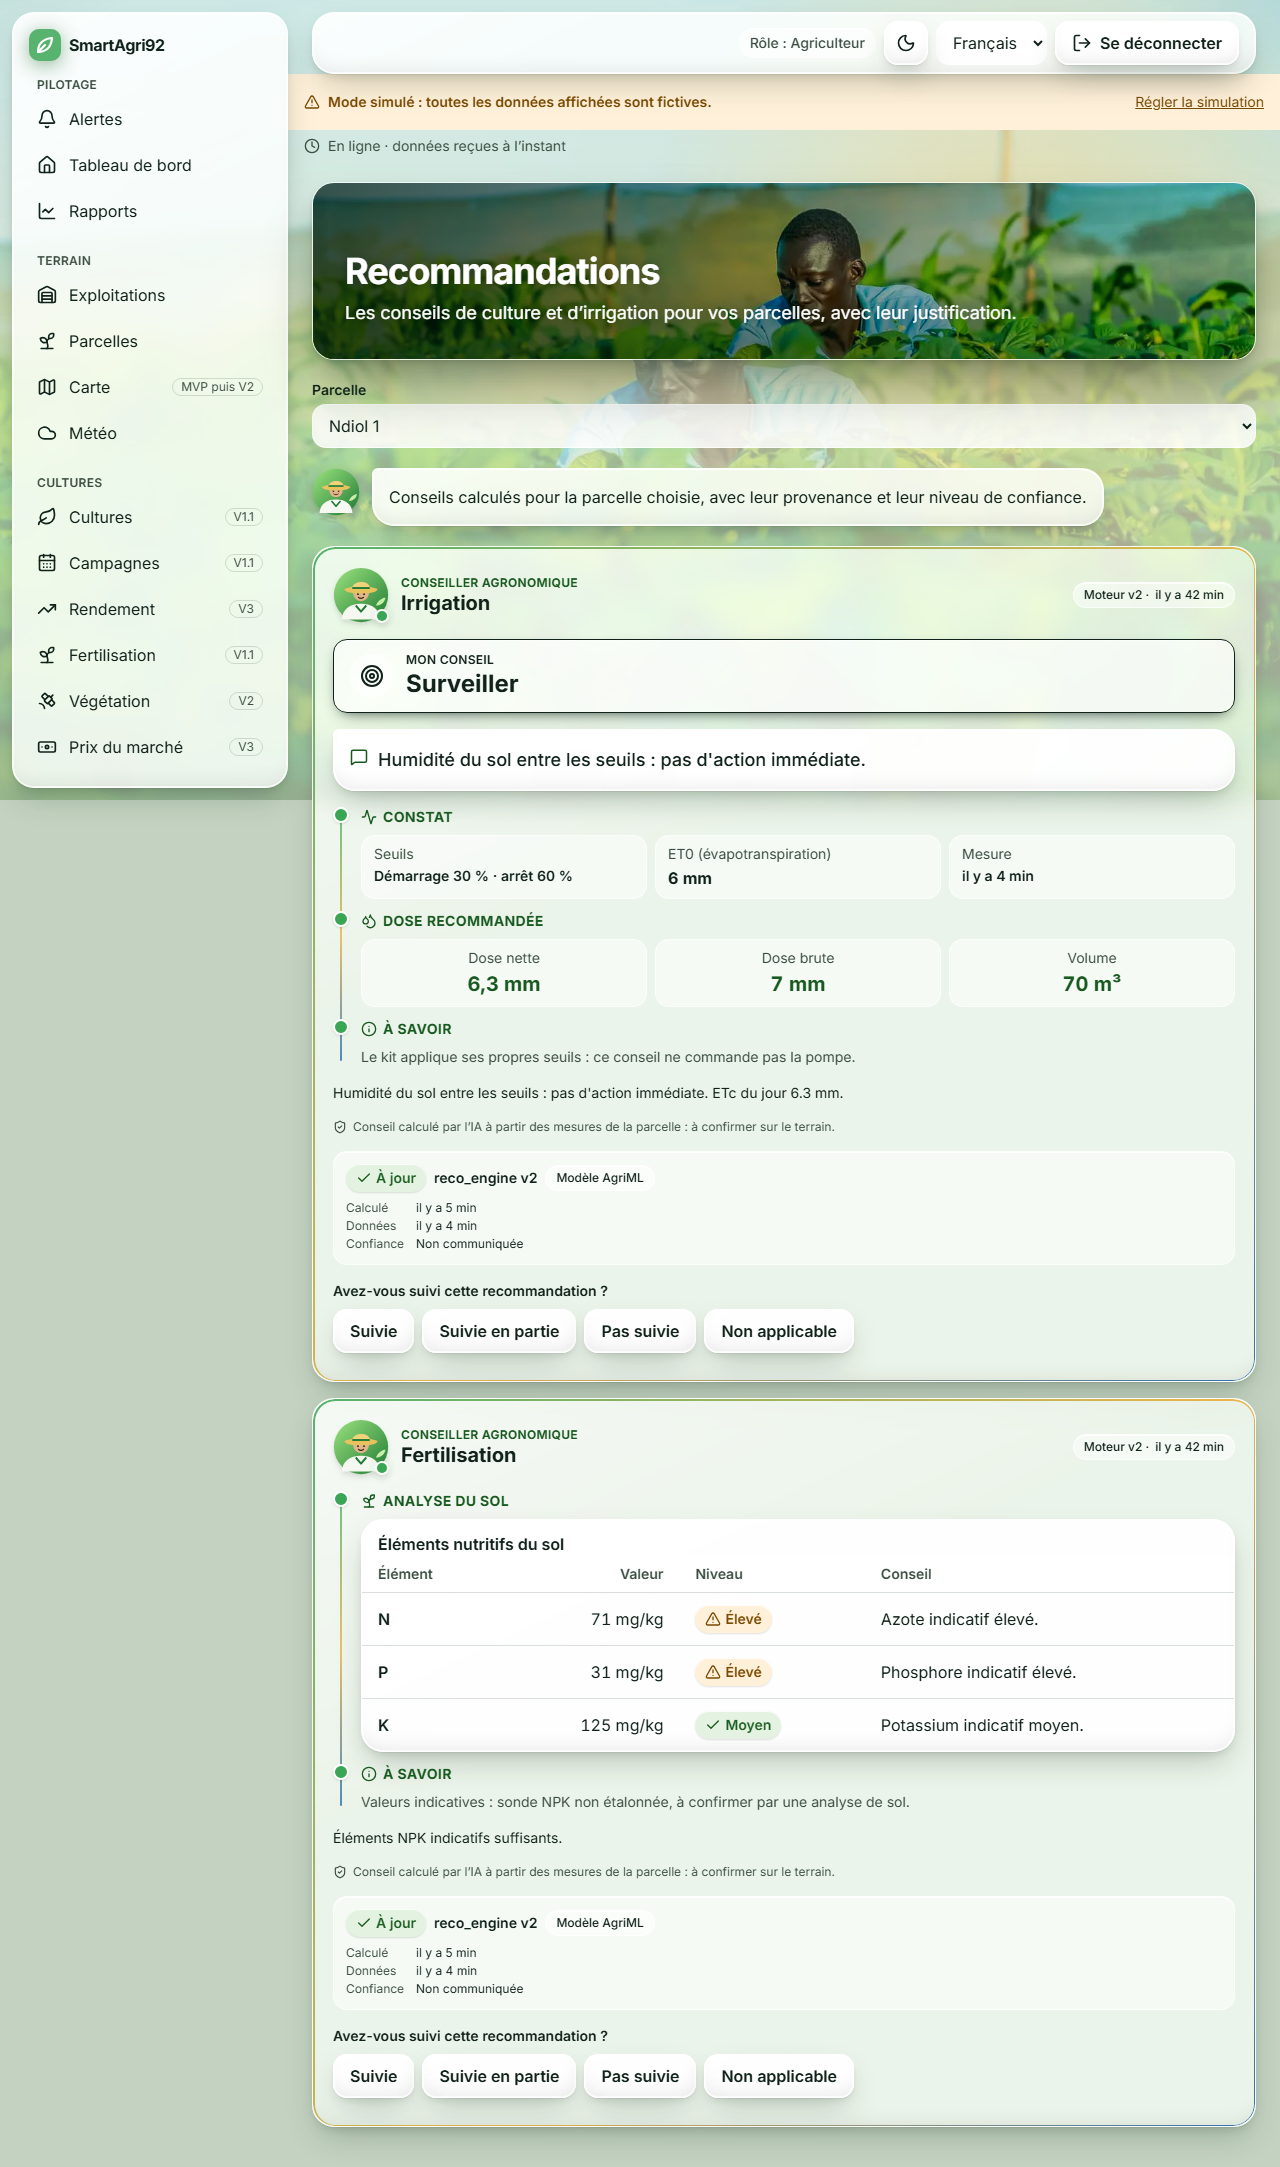 SmartAgri92
PILOTAGE
Alertes
Tableau de bord
Rapports
TERRAIN
Exploitations
Parcelles
Carte MVP puis V2
Météo
CULTURES
Cultures V1.1
Campagnes V1.1
Rendement V3
Fertilisation V1.1
Végétation V2
Prix du marché V3
Rôle : Agriculteur
Français
Se déconnecter
Mode simulé : toutes les données affichées sont fictives.
Régler la simulation
En ligne · données reçues à l’instant
Recommandations
Les conseils de culture et d’irrigation pour vos parcelles, avec leur justification.
Parcelle
Ndiol 1
Conseils calculés pour la parcelle choisie, avec leur provenance et leur niveau de confiance.
CONSEILLER AGRONOMIQUE
Irrigation
Moteur v2 · il y a 42 min
MON CONSEIL
Surveiller
Humidité du sol entre les seuils : pas d'action immédiate.
CONSTAT
Seuils
Démarrage 30 % · arrêt 60 %
ET0 (évapotranspiration)
6 mm
Mesure
il y a 4 min
DOSE RECOMMANDÉE
Dose nette
6,3 mm
Dose brute
7 mm
Volume
70 m³
À SAVOIR
Le kit applique ses propres seuils : ce conseil ne commande pas la pompe.
Humidité du sol entre les seuils : pas d'action immédiate. ETc du jour 6.3 mm.
Conseil calculé par l’IA à partir des mesures de la parcelle : à confirmer sur le terrain.
À jour reco_engine v2 Modèle AgriML
Calculé il y a 5 min
Données il y a 4 min
Confiance Non communiquée
Avez-vous suivi cette recommandation ?
Suivie Suivie en partie Pas suivie Non applicable
CONSEILLER AGRONOMIQUE
Fertilisation
Moteur v2 · il y a 42 min
ANALYSE DU SOL
Éléments nutritifs du sol
Élément Valeur Niveau Conseil
N 71 mg/kg Élevé Azote indicatif élevé.
P 31 mg/kg Élevé Phosphore indicatif élevé.
K 125 mg/kg Moyen Potassium indicatif moyen.
À SAVOIR
Valeurs indicatives : sonde NPK non étalonnée, à confirmer par une analyse de sol.
Éléments NPK indicatifs suffisants.
Conseil calculé par l’IA à partir des mesures de la parcelle : à confirmer sur le terrain.
À jour reco_engine v2 Modèle AgriML
Calculé il y a 5 min
Données il y a 4 min
Confiance Non communiquée
Avez-vous suivi cette recommandation ?
Suivie Suivie en partie Pas suivie Non applicable